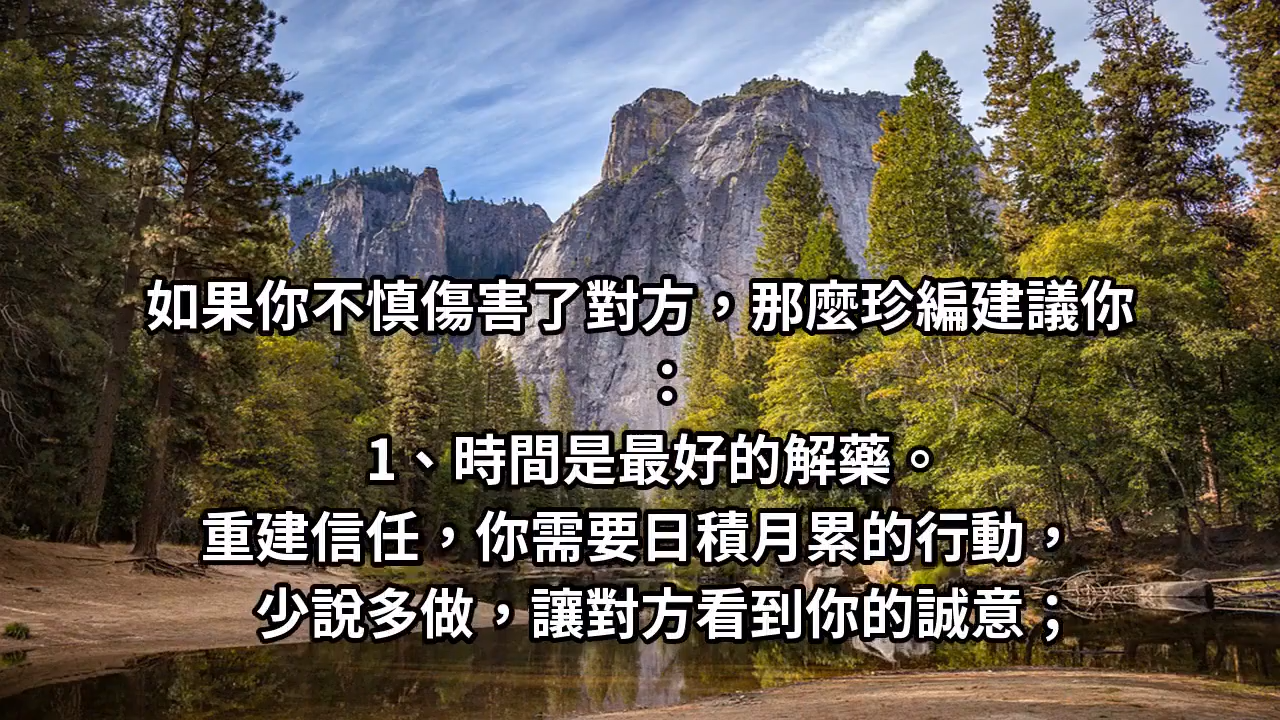 如果你不慎傷害了對方，那麼珍編建議你
：
1、時間是最好的解藥。
重建信任，你需要日積月累的行動，
少說多做，讓對方看到你的誠意；